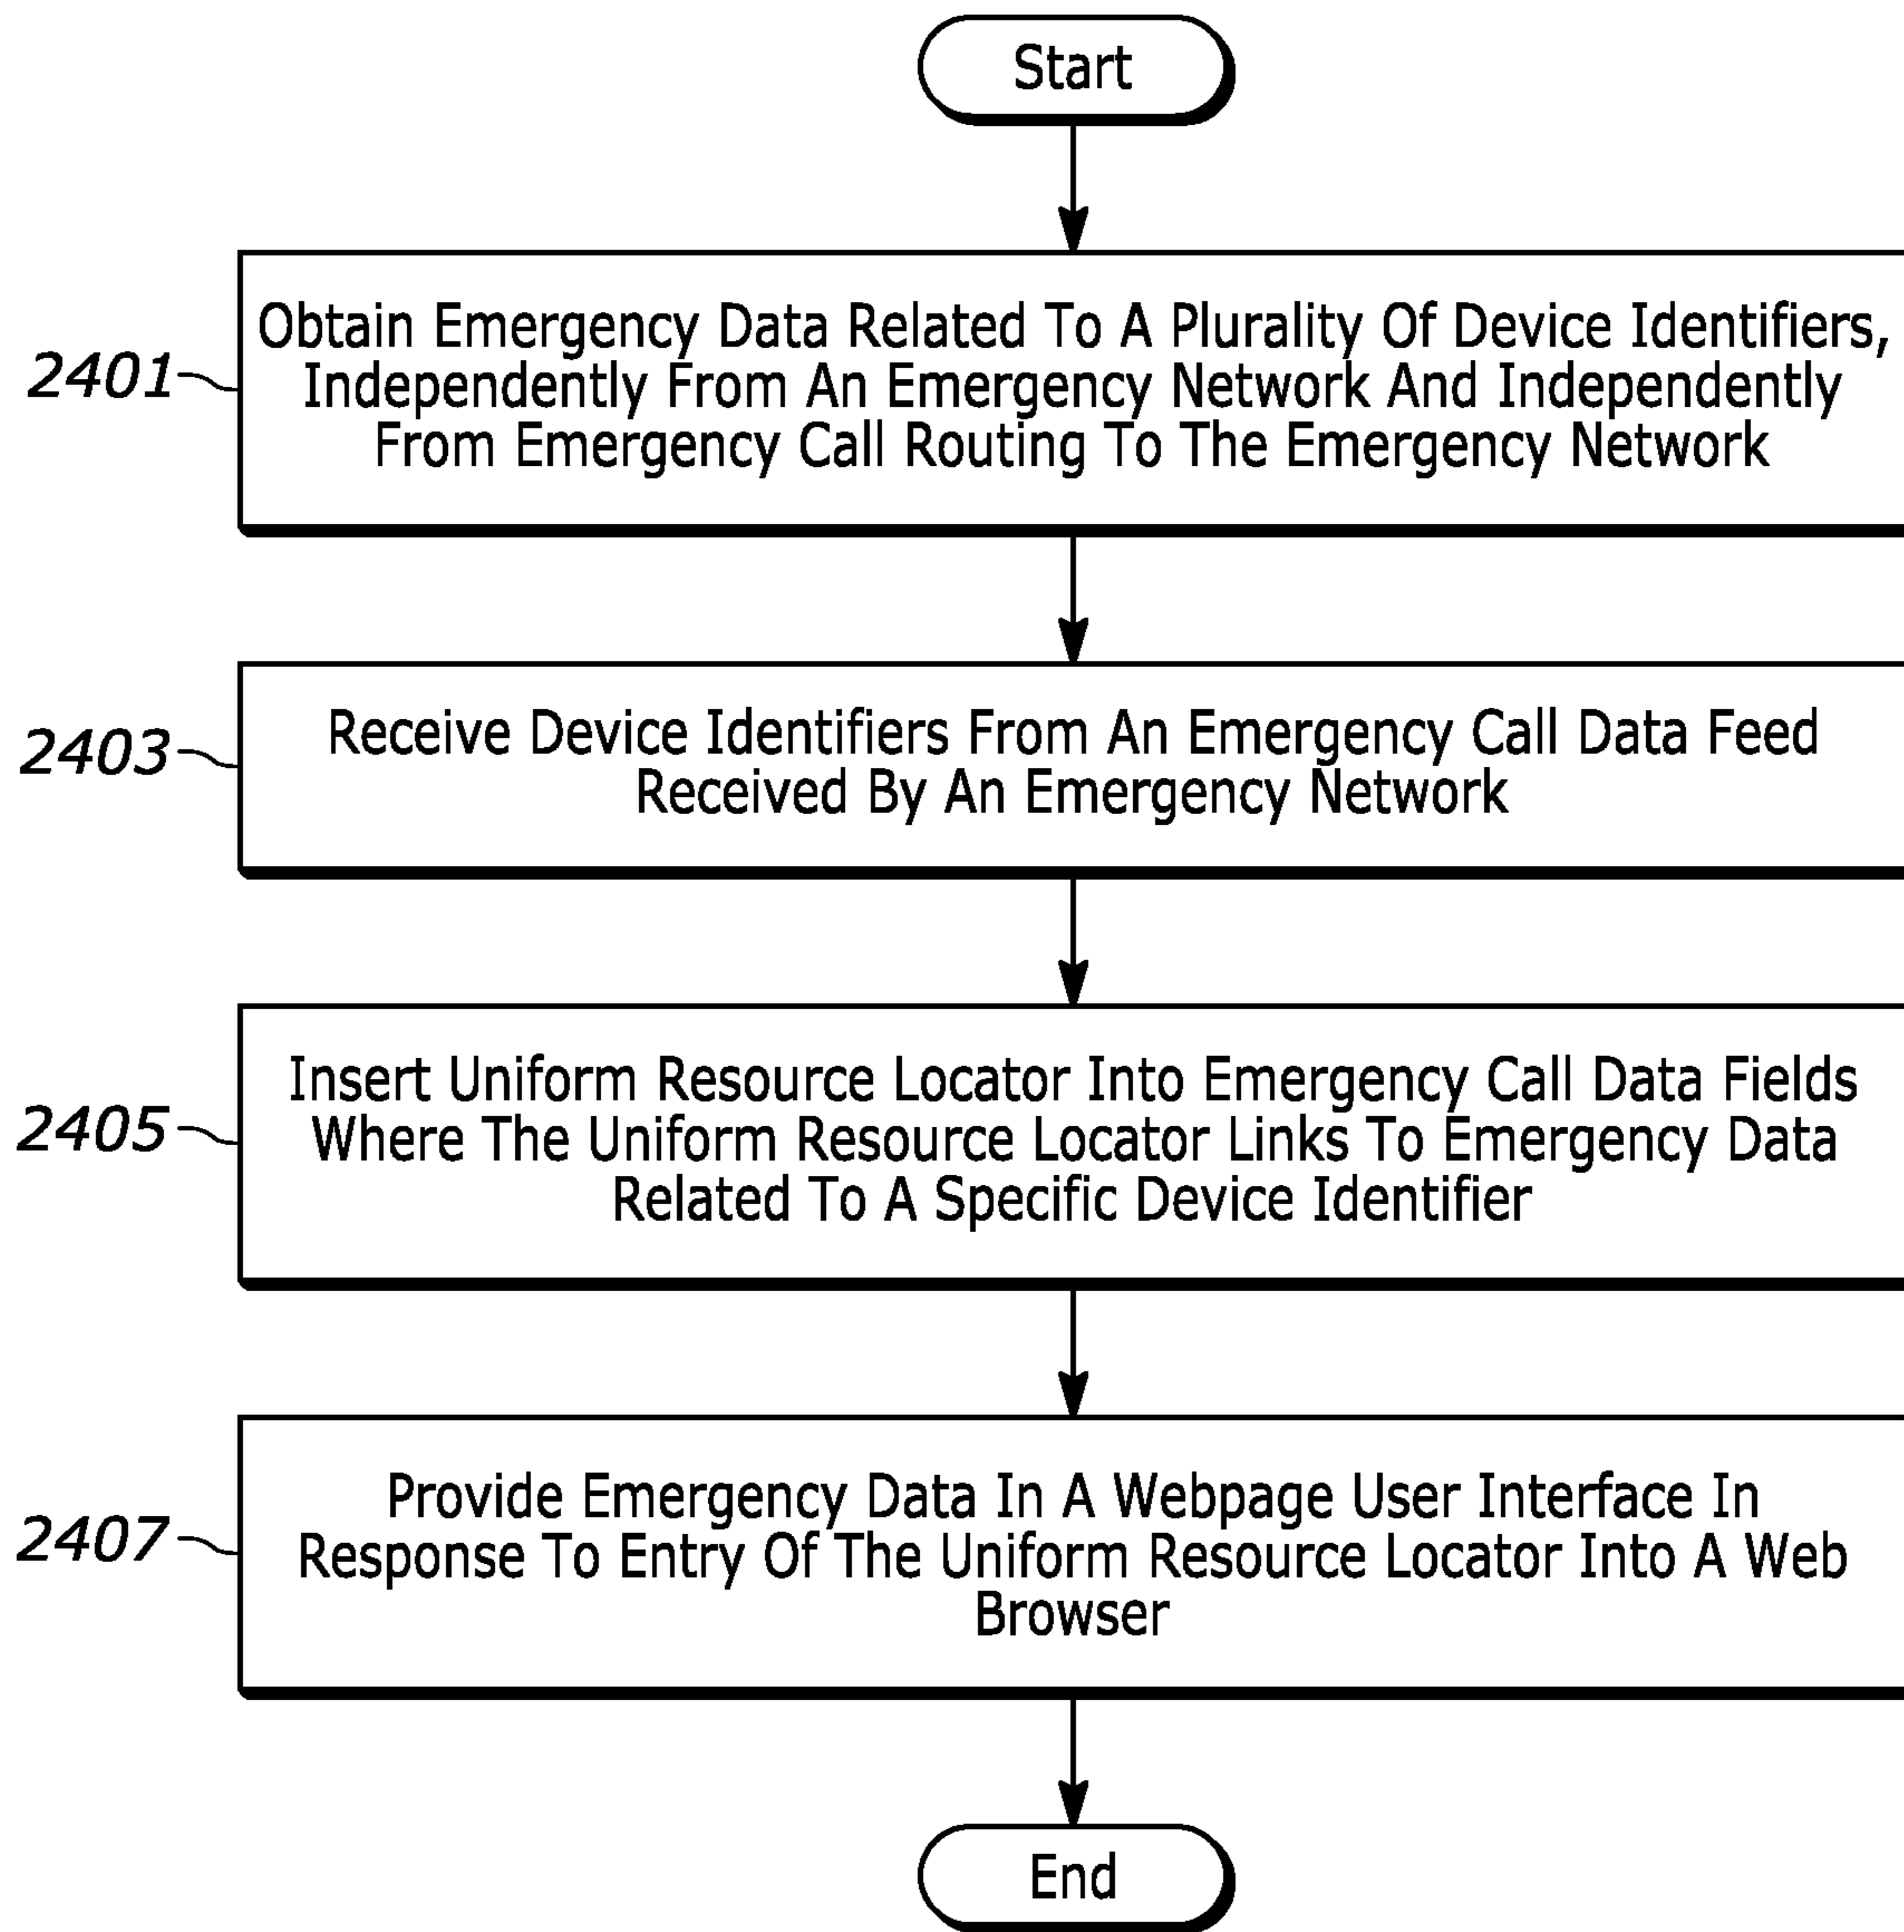 Start
2401
Obtain Emergency Data Related To A Plurality Of Device Identifiers,
Independently From An Emergency Network And Independently
From Emergency Call Routing To The Emergency Network
2403
Receive Device Identifiers From An Emergency Call Data Feed
Received By An Emergency Network
2405
Insert Uniform Resource Locator Into Emergency Call Data Fields
Where The Uniform Resource Locator Links To Emergency Data
Related To A Specific Device Identifier
2407
Provide Emergency Data In A Webpage User Interface In
Response To Entry Of The Uniform Resource Locator Into A Web
Browser
End